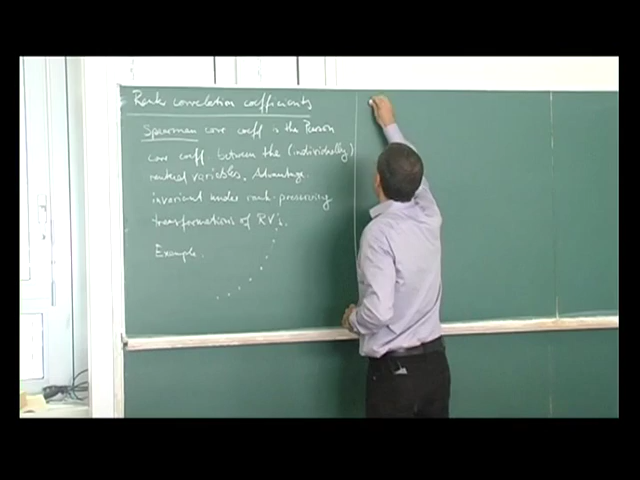 Rank correlation coefficients
Spearman corr coeff is the Pearson
corr coeff. between the (individually)
ranked variables. Advantage:
invariant under rank-preserving
transformations of RV's.
Example.